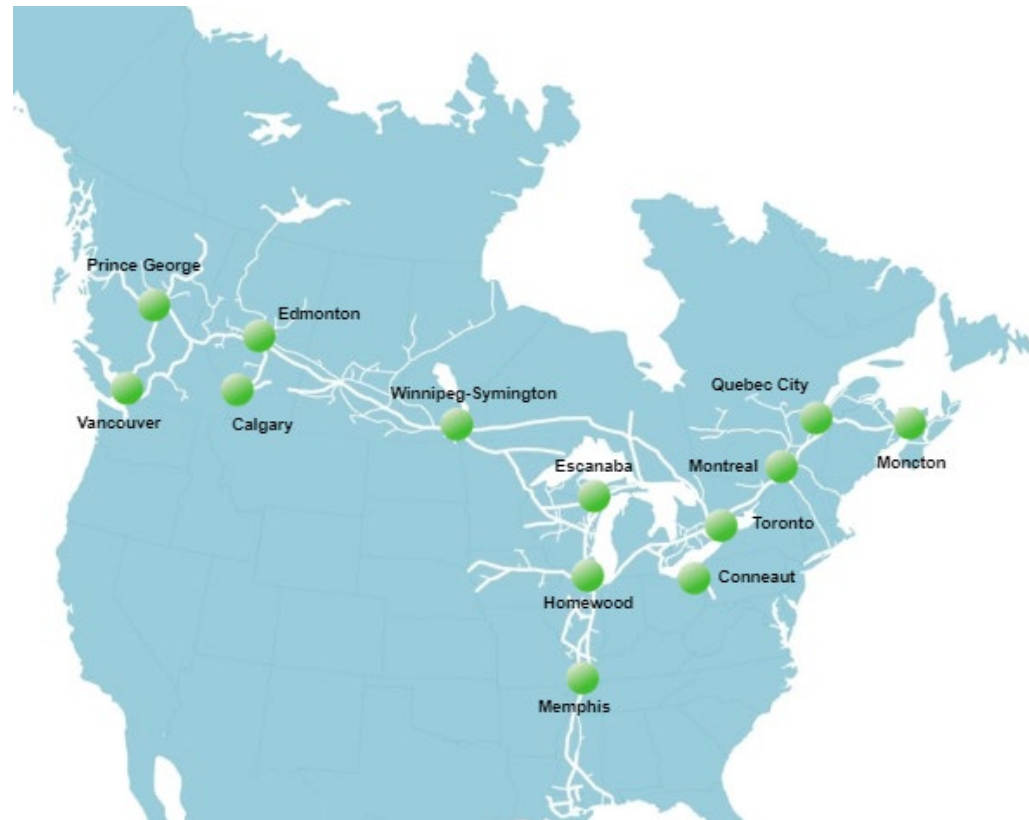 Prince George
Edmonton
Winnipeg-Symington
Quebec City
Vancouver
Calgary
Escanaba
Montreal
Moncton
Toronto
Conneaut
Homewood
Memphis